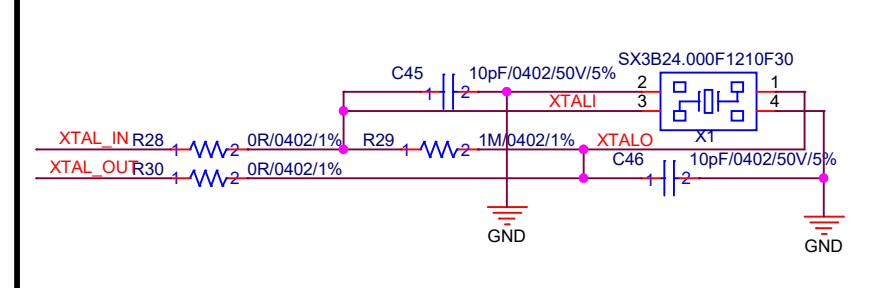 SX3B24.000F1210F30
C45 10pF/0402/50V/5%
1 2
2 1
XTALI 3 4
X1
XTAL_IN R28 1 2 0R/0402/1% R29 1 2 1M/0402/1% XTALO
C46 10pF/0402/50V/5%
XTAL_OUT R30 1 2 0R/0402/1%
1 2
GND
GND